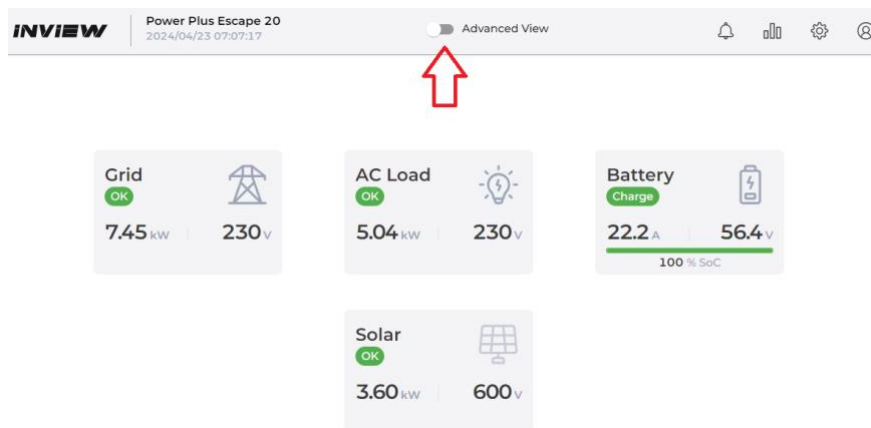 INVIEW
Power Plus Escape 20
2024/04/23 07:07:17
Advanced View
Grid
OK
7.45 kW 230 V
AC Load
OK
5.04 kW 230 V
Battery
Charge
22.2 A 56.4 V
100 % SoC
Solar
OK
3.60 kW 600 V